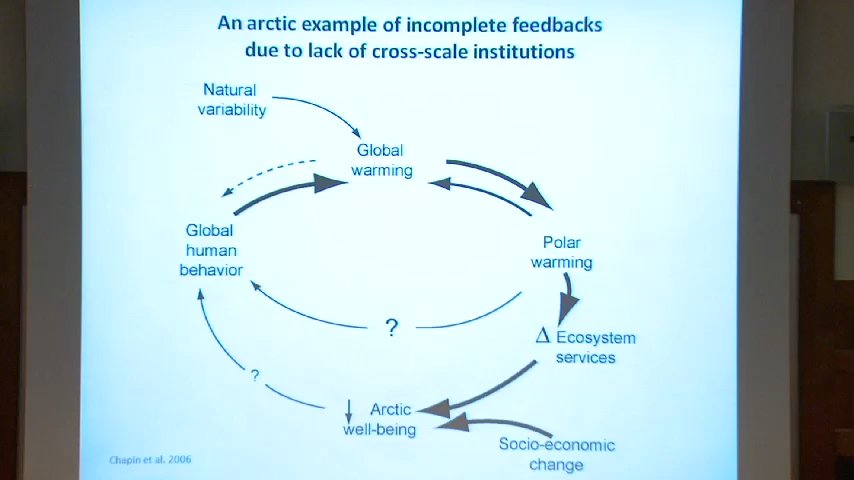 An arctic example of incomplete feedbacks
due to lack of cross-scale institutions
Natural
variability
Global
warming
Global
human
behavior
Polar
warming
?
Δ Ecosystem
services
?
↓ Arctic
well-being
Socio-economic
change
Chapin et al. 2006